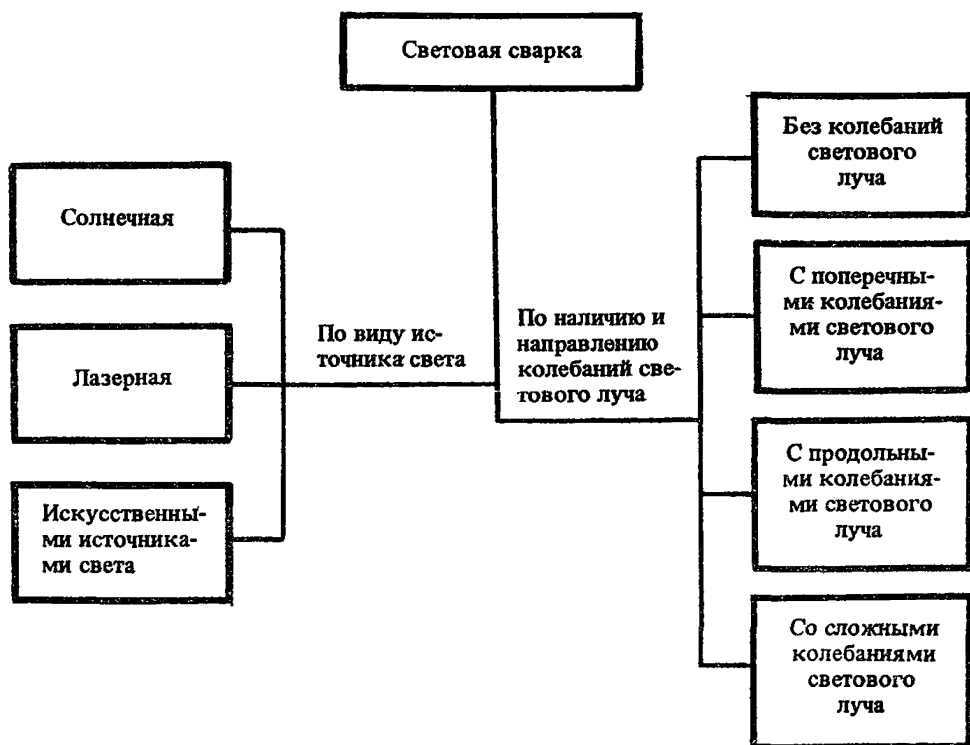 Световая сварка
Солнечная
Лазерная
Искусственны-
ми источника-
ми света
По виду ис-
точника света
По наличию и
направлению
колебаний све-
тового луча
Без колебаний
светового
луча
С поперечны-
ми колебания-
ми светового
луча
С продольны-
ми колебания-
ми светового
луча
Со сложными
колебаниями
светового
луча